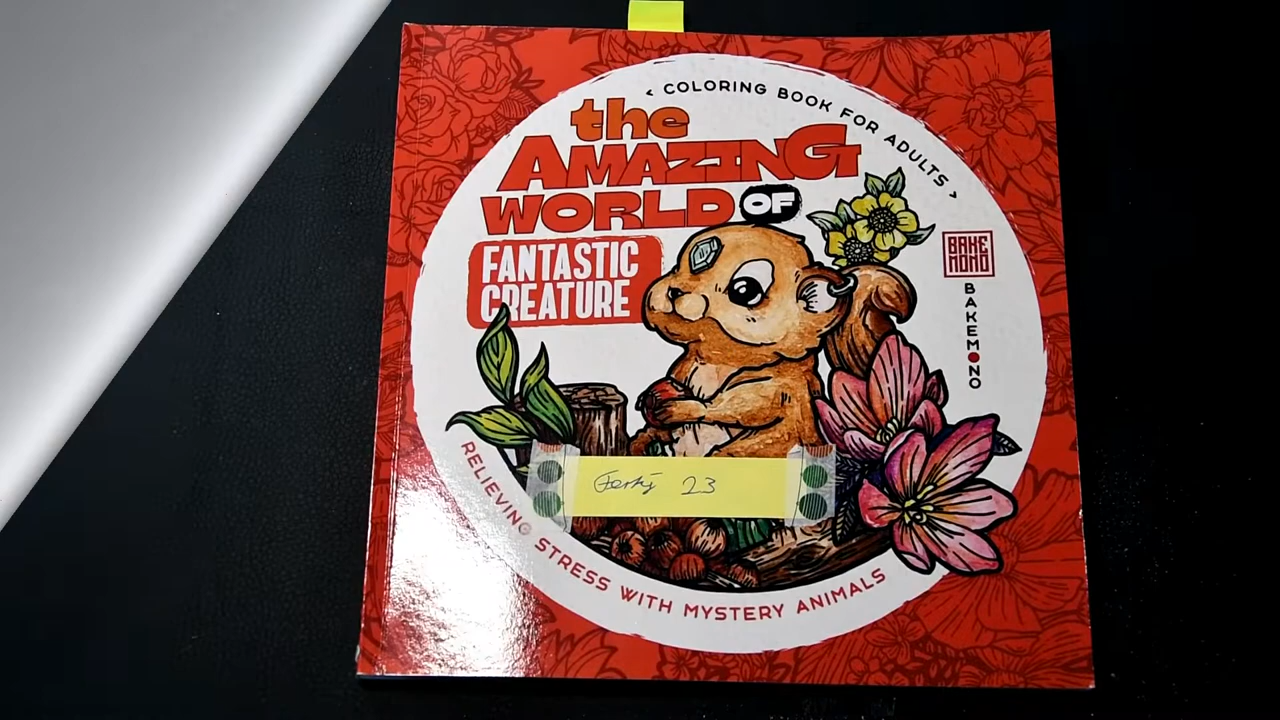 < COLORING BOOK FOR ADULTS >
the
AMAZING
WORLD OF
FANTASTIC
CREATURE
BAKE
MONO
BAKEMONO
23
RELIEVING STRESS WITH MYSTERY ANIMALS